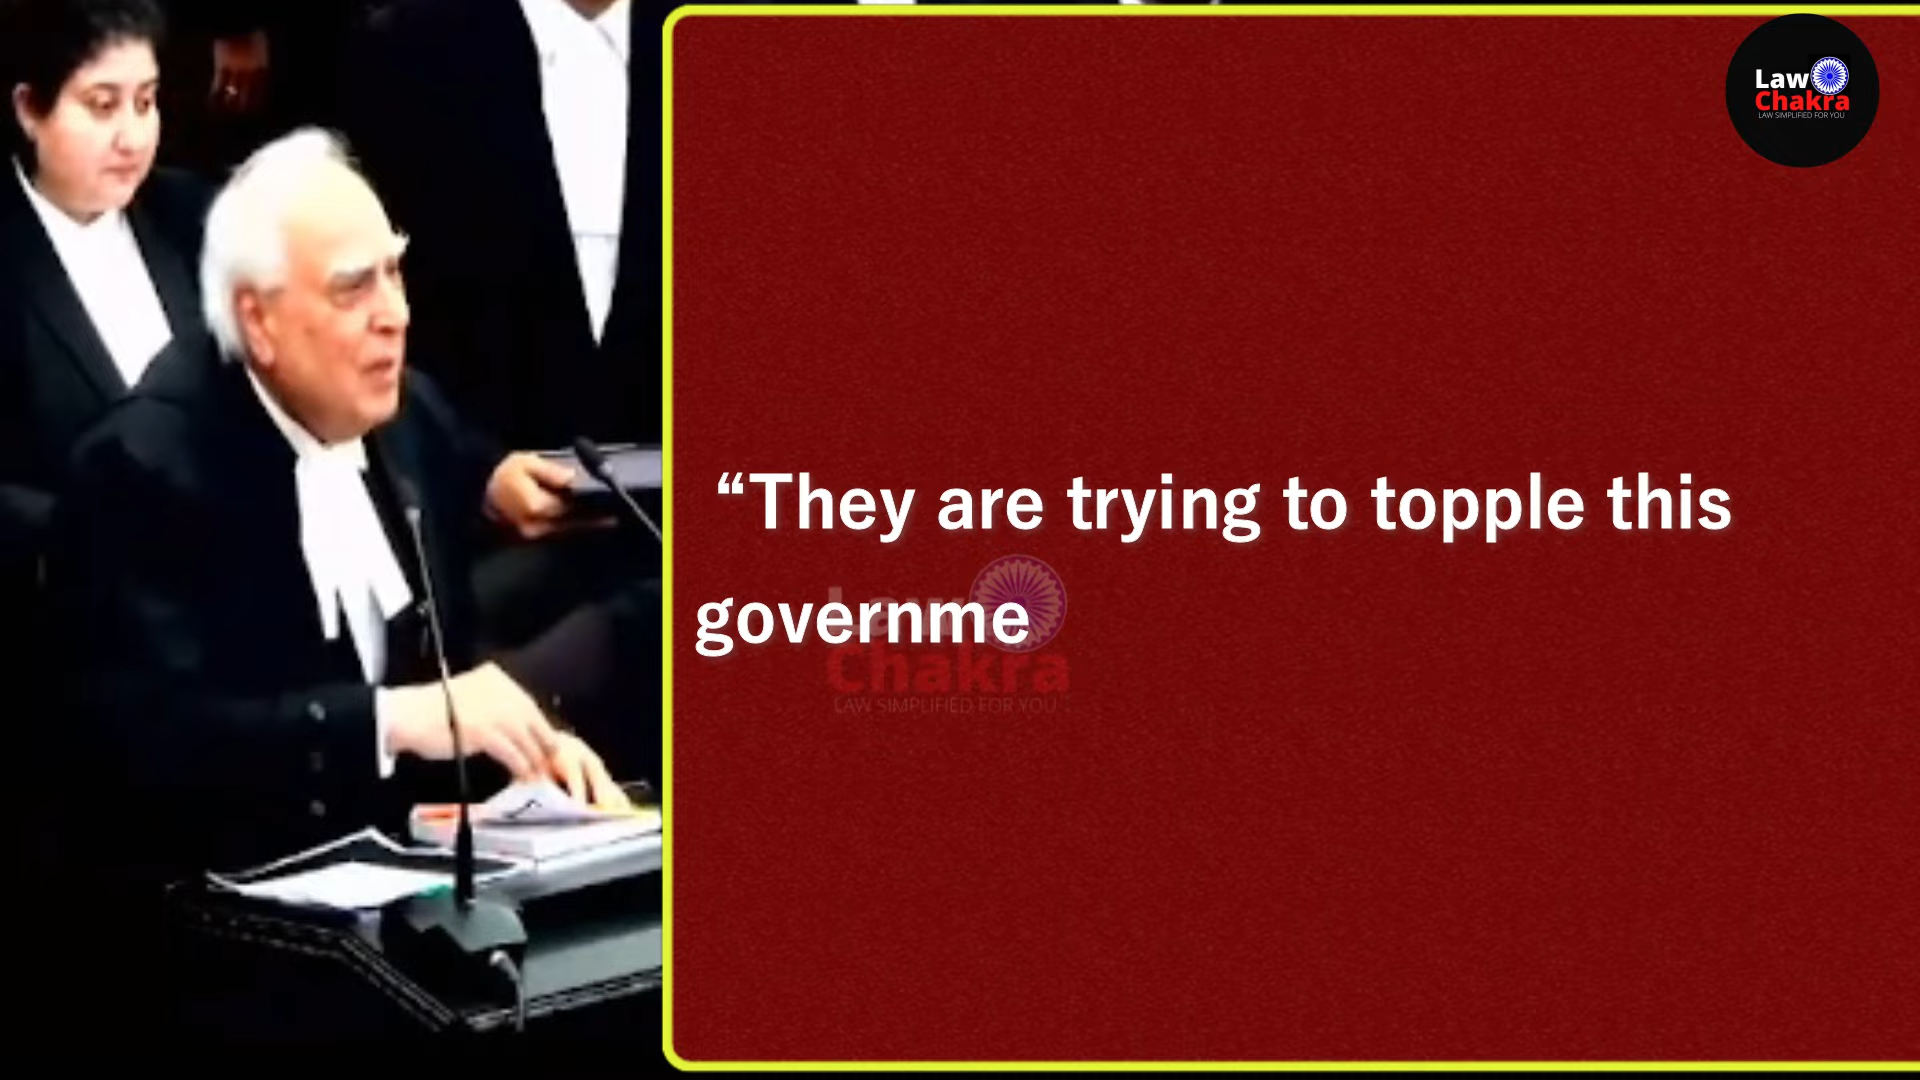 Law
Chakra
LAW SIMPLIFIED FOR YOU
“They are trying to topple this
governme
Law
Chakra
LAW SIMPLIFIED FOR YOU